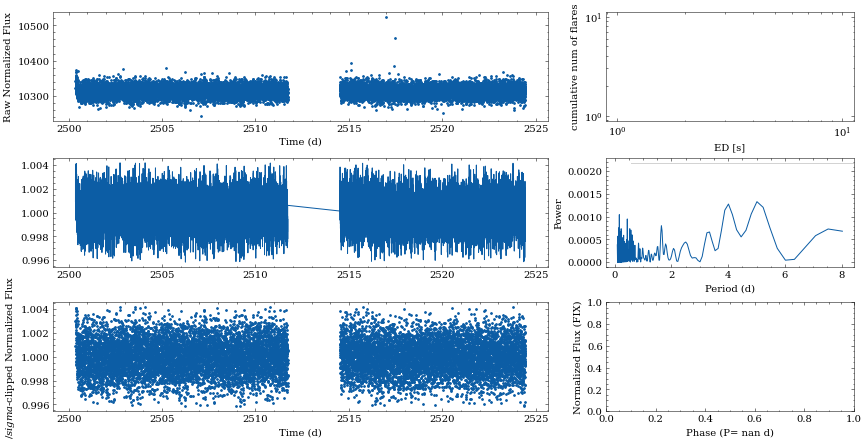 Raw Normalized Flux
10500
10400
10300
2500 2505 2510 2515 2520 2525
Time (d)
cumulative num of flares
10¹
10⁰
10⁰ 10¹
ED [s]
1.004
1.002
1.000
0.998
0.996
2500 2505 2510 2515 2520 2525
Power
0.0020
0.0015
0.0010
0.0005
0.0000
0 2 4 6 8
Period (d)
/sigma-clipped Normalized Flux
1.004
1.002
1.000
0.998
0.996
2500 2505 2510 2515 2520 2525
Time (d)
Normalized Flux (FIX)
1.0
0.8
0.6
0.4
0.2
0.0
0.0 0.2 0.4 0.6 0.8 1.0
Phase (P= nan d)